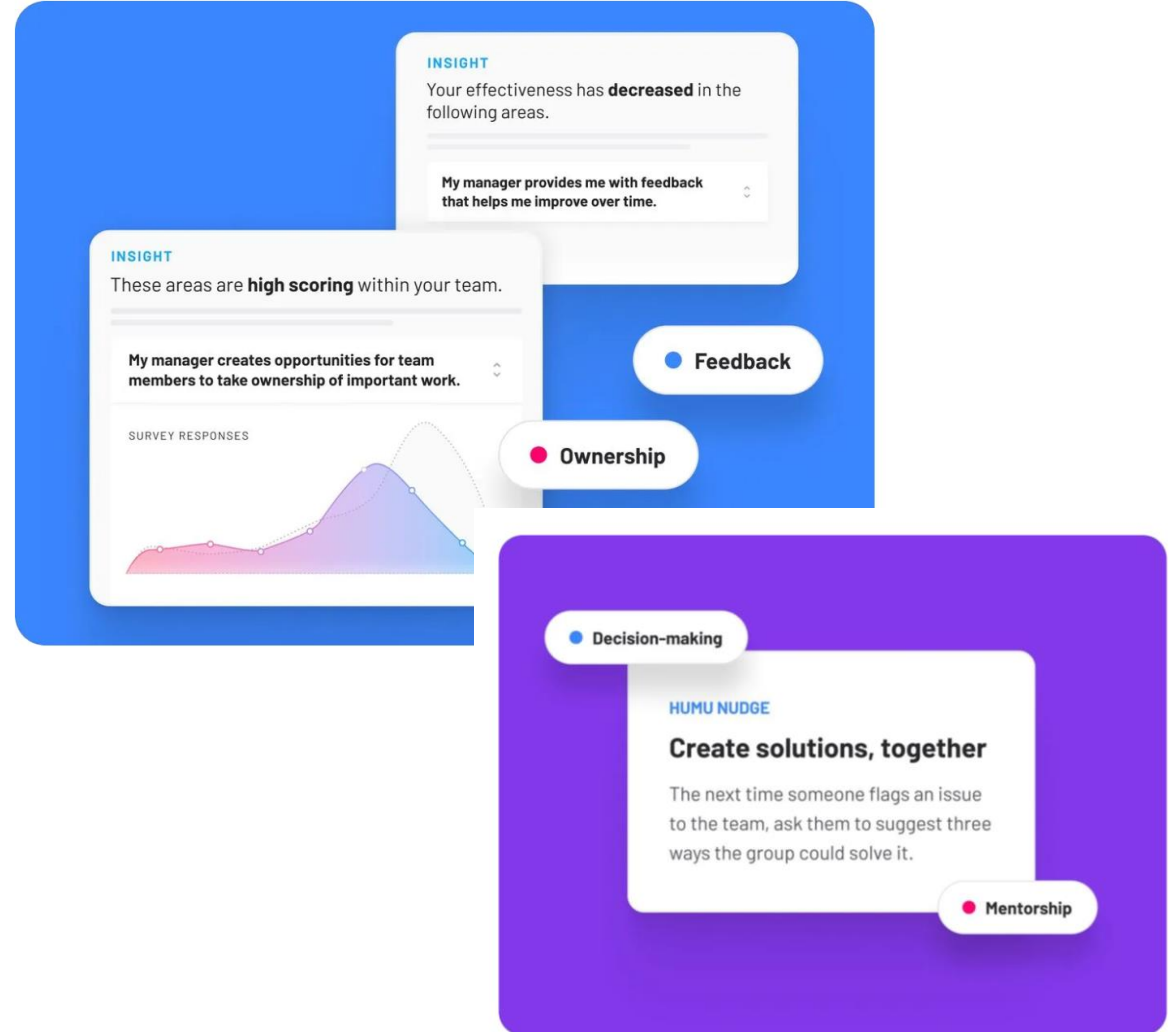 INSIGHT
Your effectiveness has decreased in the
following areas.
My manager provides me with feedback
that helps me improve over time.
INSIGHT
These areas are high scoring within your team.
My manager creates opportunities for team
members to take ownership of important work.
SURVEY RESPONSES
Feedback
Ownership
Decision-making
HUMU NUDGE
Create solutions, together
The next time someone flags an issue
to the team, ask them to suggest three
ways the group could solve it.
Mentorship